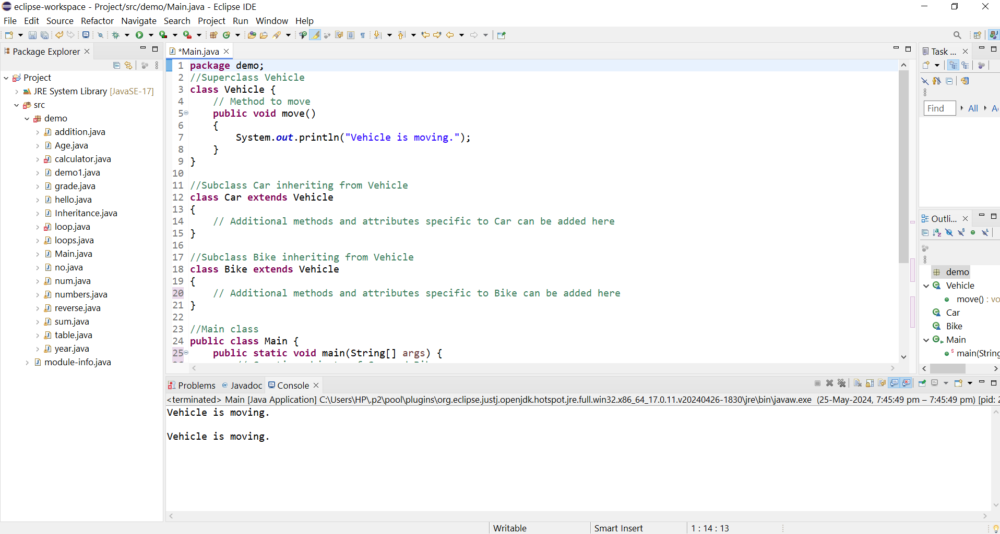 eclipse-workspace - Project/src/demo/Main.java - Eclipse IDE
File Edit Source Refactor Navigate Search Project Run Window Help
Package Explorer
Project
JRE System Library [JavaSE-17]
src
demo
addition.java
Age.java
calculator.java
demo1.java
grade.java
hello.java
Inheritance.java
loop.java
loops.java
Main.java
no.java
num.java
numbers.java
reverse.java
sum.java
table.java
year.java
module-info.java
*Main.java
1 package demo;
2 //Superclass Vehicle
3 class Vehicle {
4     // Method to move
5     public void move()
6     {
7         System.out.println("Vehicle is moving.");
8     }
9 }
10
11 //Subclass Car inheriting from Vehicle
12 class Car extends Vehicle
13 {
14     // Additional methods and attributes specific to Car can be added here
15 }
16
17 //Subclass Bike inheriting from Vehicle
18 class Bike extends Vehicle
19 {
20     // Additional methods and attributes specific to Bike can be added here
21 }
22
23 //Main class
24 public class Main {
25     public static void main(String[] args) {
Task ...
Find All
Outli...
demo
Vehicle
move() : vo
Car
Bike
Main
main(String
Problems Javadoc Console
<terminated> Main [Java Application] C:\Users\HP\.p2\pool\plugins\org.eclipse.justj.openjdk.hotspot.jre.full.win32.x86_64_17.0.11.v20240426-1830\jre\bin\javaw.exe (25-May-2024, 7:45:49 pm – 7:45:49 pm) [pid: 2
Vehicle is moving.

Vehicle is moving.
Writable Smart Insert 1 : 14 : 13